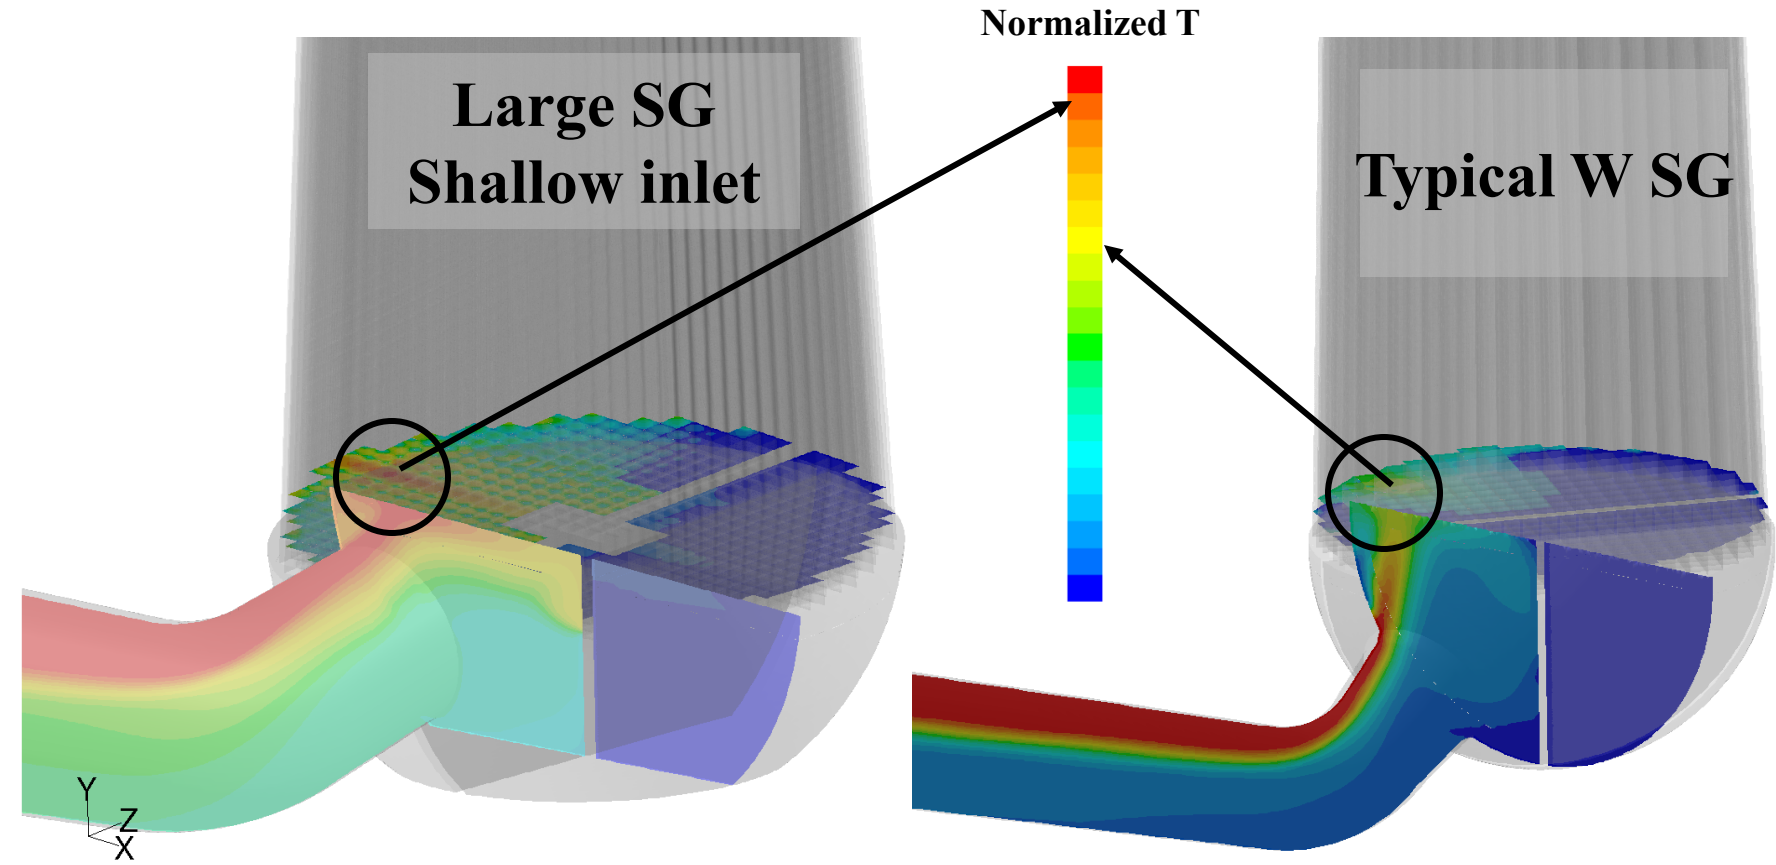 Normalized T
Large SG
Shallow inlet
Typical W SG
Y
Z
X